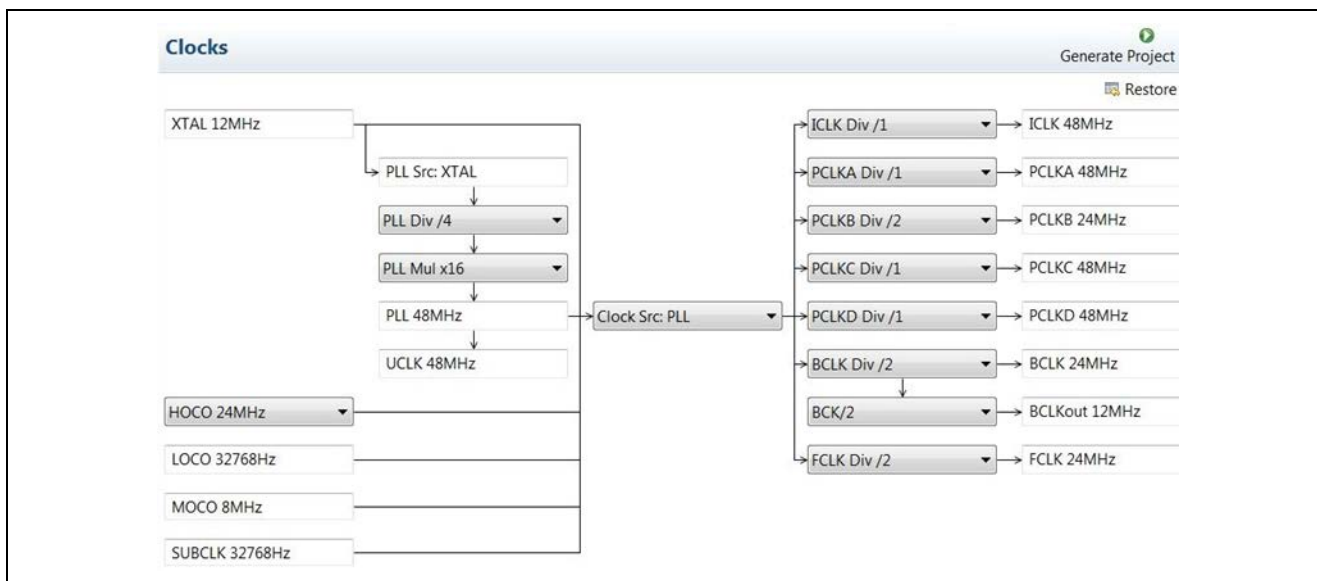 Clocks
Generate Project
Restore
XTAL 12MHz
PLL Src: XTAL
PLL Div /4
PLL Mul x16
PLL 48MHz
UCLK 48MHz
HOCO 24MHz
LOCO 32768Hz
MOCO 8MHz
SUBCLK 32768Hz
Clock Src: PLL
ICLK Div /1
ICLK 48MHz
PCLKA Div /1
PCLKA 48MHz
PCLKB Div /2
PCLKB 24MHz
PCLKC Div /1
PCLKC 48MHz
PCLKD Div /1
PCLKD 48MHz
BCLK Div /2
BCLK 24MHz
BCK/2
BCLKout 12MHz
FCLK Div /2
FCLK 24MHz